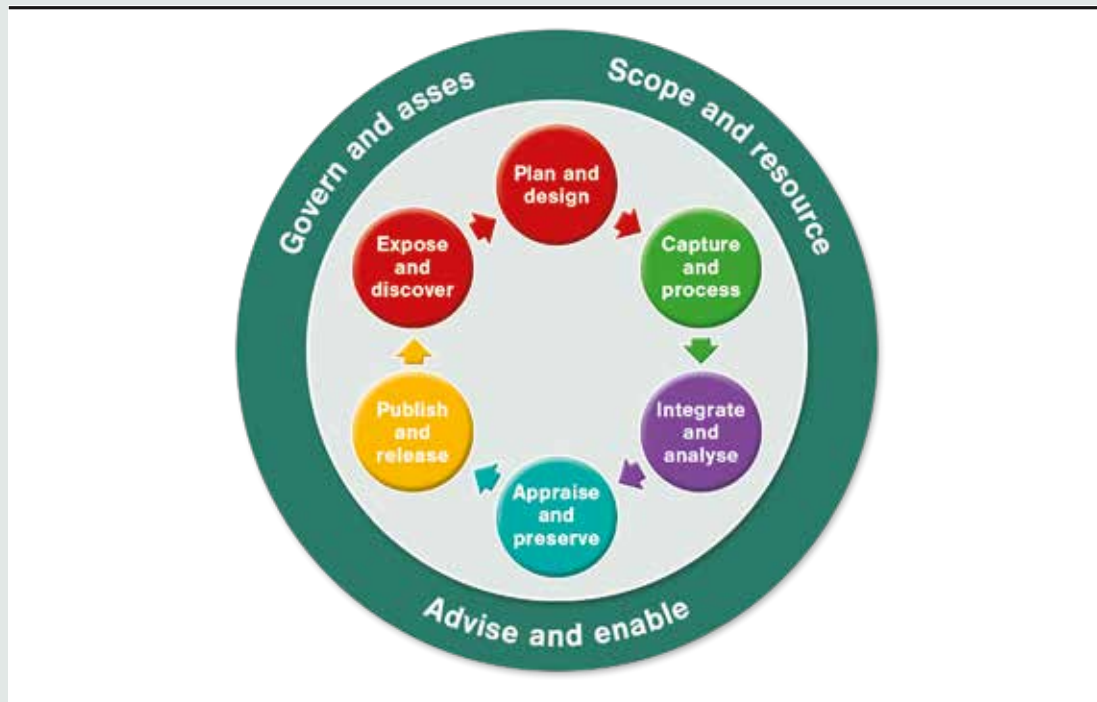 Govern and asses
Scope and resource
Plan and
design
Expose
and
discover
Capture
and
process
Publish
and
release
Integrate
and
analyse
Appraise
and
preserve
Advise and enable